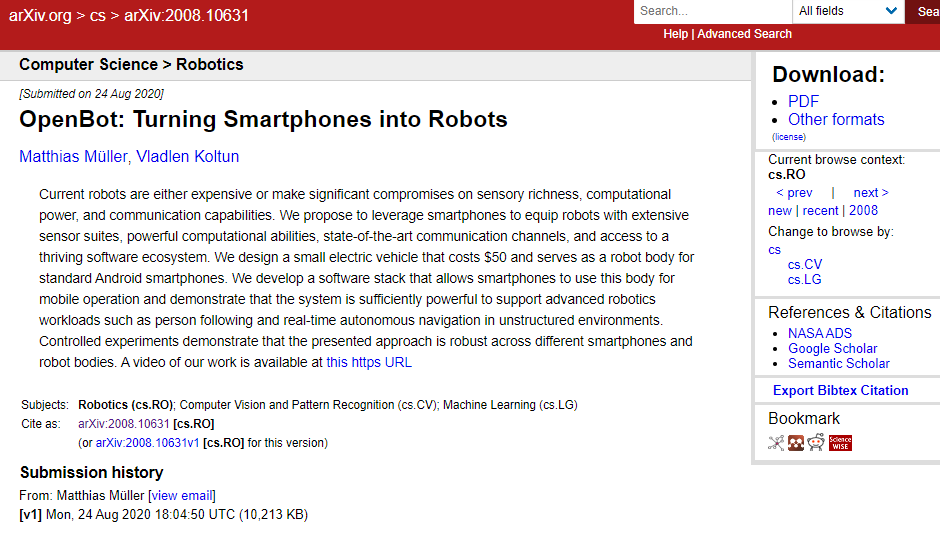 arXiv.org > cs > arXiv:2008.10631
Search...
All fields
Sea
Help | Advanced Search
Computer Science > Robotics
[Submitted on 24 Aug 2020]
OpenBot: Turning Smartphones into Robots
Matthias Müller, Vladlen Koltun
Current robots are either expensive or make significant compromises on sensory richness, computational
power, and communication capabilities. We propose to leverage smartphones to equip robots with extensive
sensor suites, powerful computational abilities, state-of-the-art communication channels, and access to a
thriving software ecosystem. We design a small electric vehicle that costs $50 and serves as a robot body for
standard Android smartphones. We develop a software stack that allows smartphones to use this body for
mobile operation and demonstrate that the system is sufficiently powerful to support advanced robotics
workloads such as person following and real-time autonomous navigation in unstructured environments.
Controlled experiments demonstrate that the presented approach is robust across different smartphones and
robot bodies. A video of our work is available at this https URL
Subjects: Robotics (cs.RO); Computer Vision and Pattern Recognition (cs.CV); Machine Learning (cs.LG)
Cite as: arXiv:2008.10631 [cs.RO]
(or arXiv:2008.10631v1 [cs.RO] for this version)
Submission history
From: Matthias Müller [view email]
[v1] Mon, 24 Aug 2020 18:04:50 UTC (10,213 KB)
Download:
PDF
Other formats
(license)
Current browse context:
cs.RO
< prev | next >
new | recent | 2008
Change to browse by:
cs
cs.CV
cs.LG
References & Citations
NASA ADS
Google Scholar
Semantic Scholar
Export Bibtex Citation
Bookmark
Science
WISE